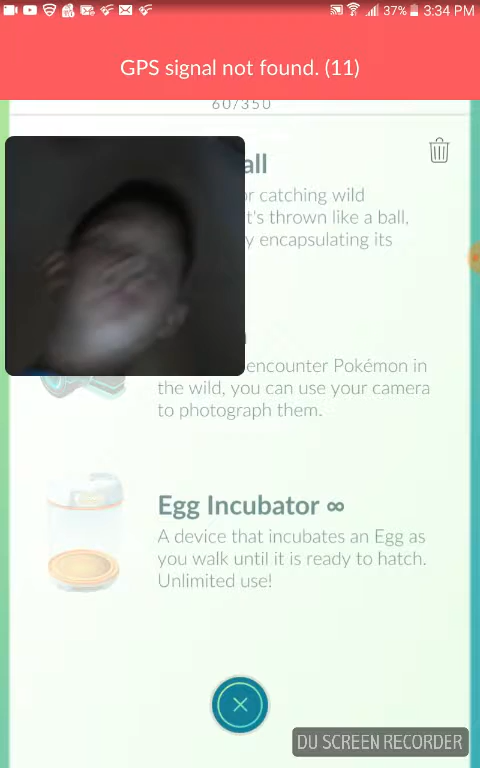 37% 3:34 PM
GPS signal not found. (11)
60/350
all
or catching wild
t's thrown like a ball,
y encapsulating its
encounter Pokémon in
the wild, you can use your camera
to photograph them.
Egg Incubator ∞
A device that incubates an Egg as
you walk until it is ready to hatch.
Unlimited use!
DU SCREEN RECORDER